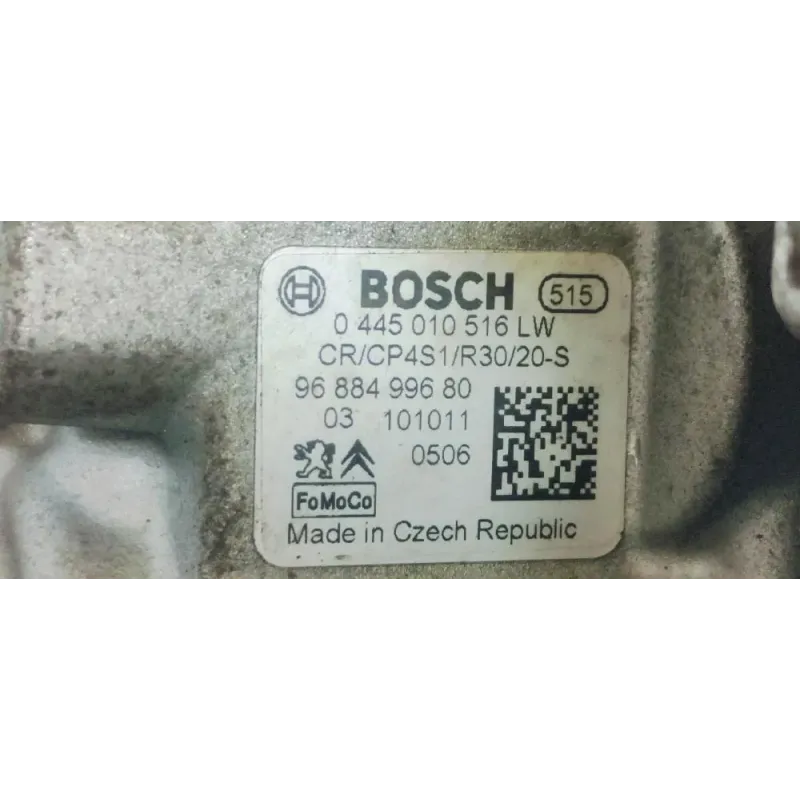 BOSCH 515
0 445 010 516 LW
CR/CP4S1/R30/20-S
96 884 996 80
03 101011
0506
FoMoCo
Made in Czech Republic